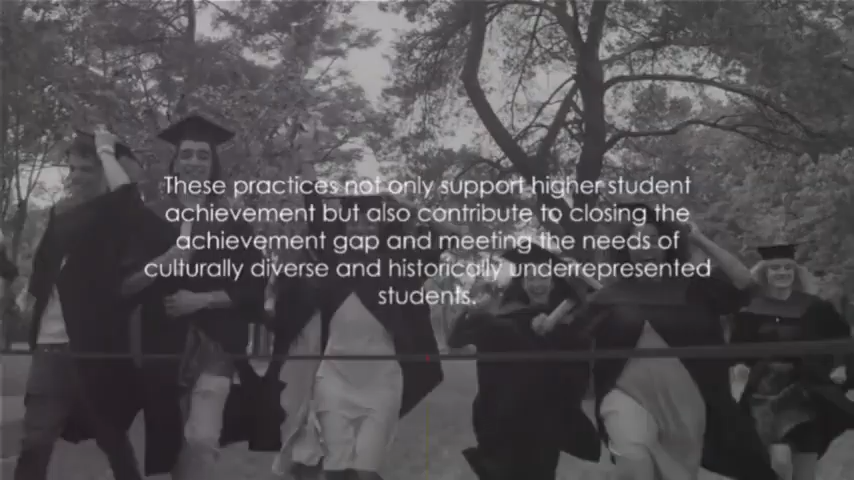 These practices not only support higher student
achievement but also contribute to closing the
achievement gap and meeting the needs of
culturally diverse and historically underrepresented
students.